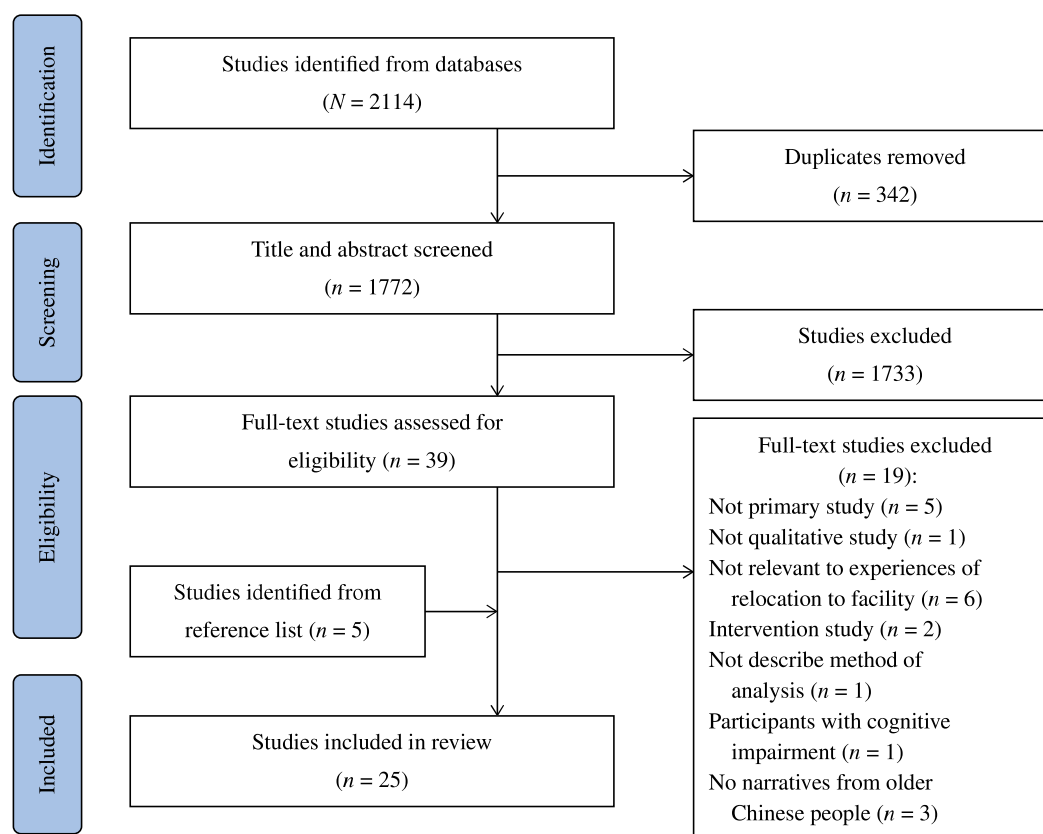 Identification
Studies identified from databases
(N = 2114)
Duplicates removed
(n = 342)
Screening
Title and abstract screened
(n = 1772)
Studies excluded
(n = 1733)
Eligibility
Full-text studies assessed for
eligibility (n = 39)
Full-text studies excluded
(n = 19):
Not primary study (n = 5)
Not qualitative study (n = 1)
Not relevant to experiences of
relocation to facility (n = 6)
Intervention study (n = 2)
Not describe method of
analysis (n = 1)
Participants with cognitive
impairment (n = 1)
No narratives from older
Chinese people (n = 3)
Studies identified from
reference list (n = 5)
Included
Studies included in review
(n = 25)